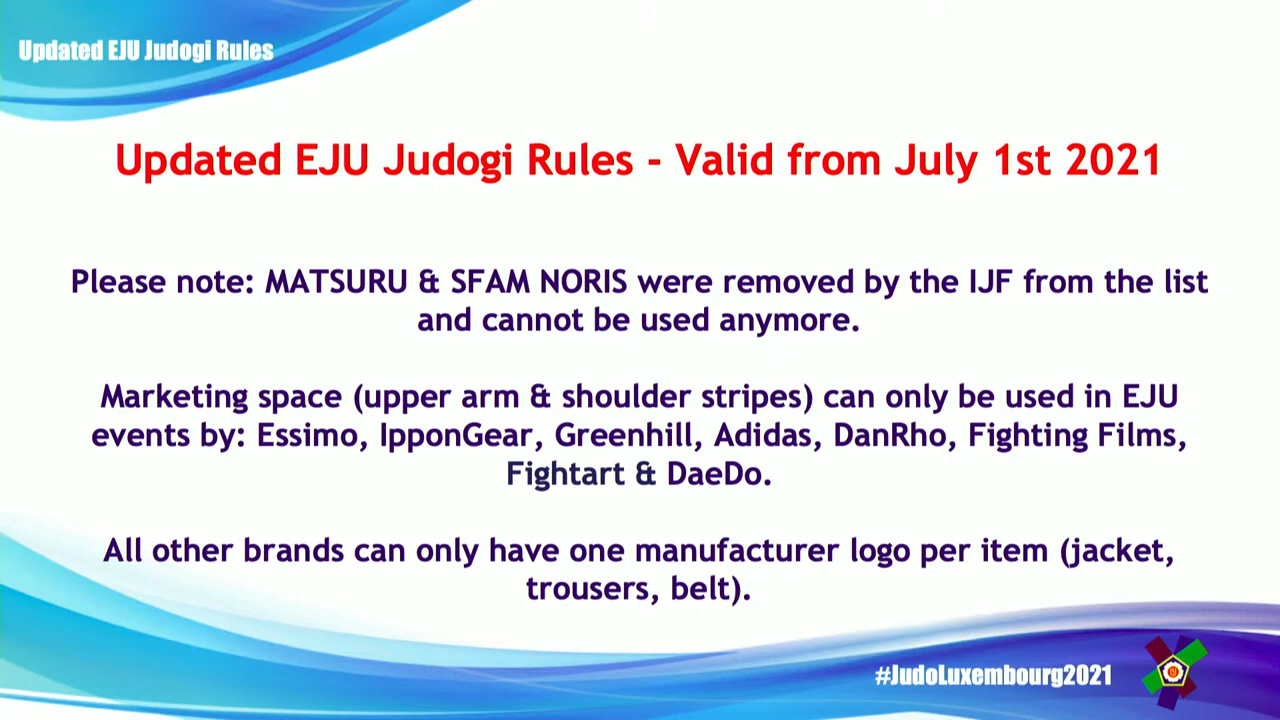 Updated EJU Judogi Rules
Updated EJU Judogi Rules - Valid from July 1st 2021
Please note: MATSURU & SFAM NORIS were removed by the IJF from the list
and cannot be used anymore.
Marketing space (upper arm & shoulder stripes) can only be used in EJU
events by: Essimo, IpponGear, Greenhill, Adidas, DanRho, Fighting Films,
Fightart & DaeDo.
All other brands can only have one manufacturer logo per item (jacket,
trousers, belt).
#JudoLuxembourg2021